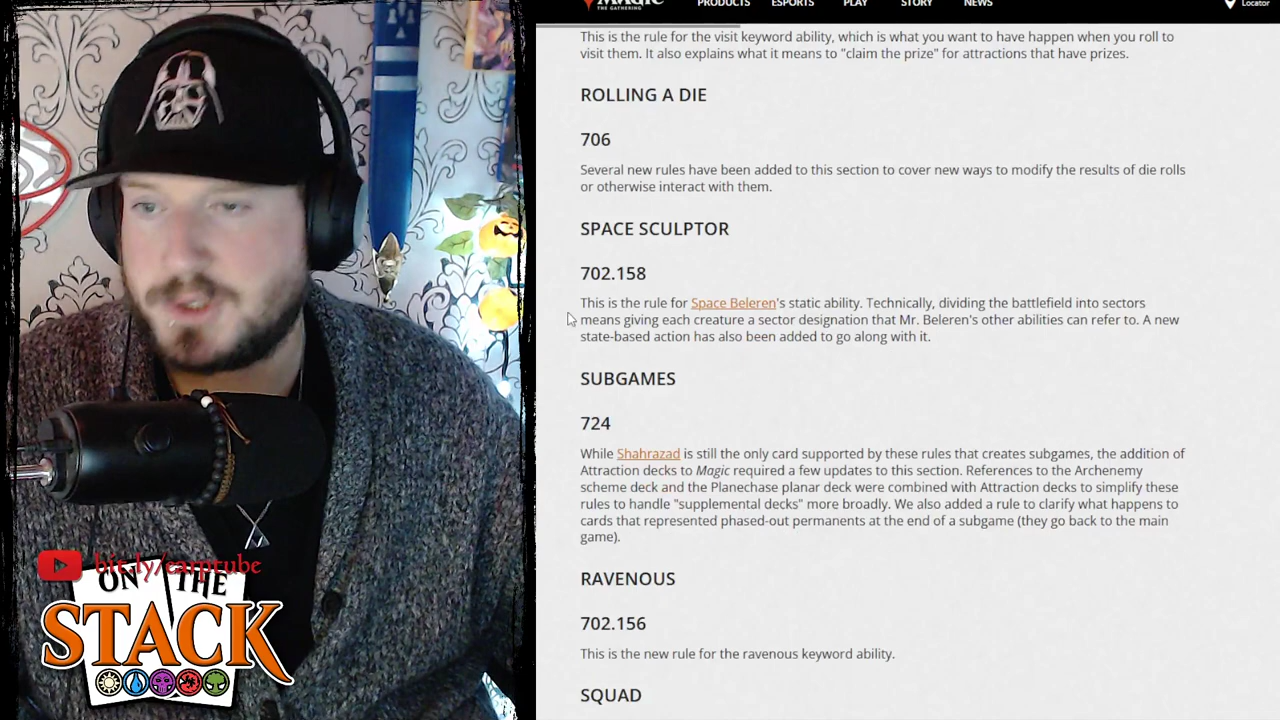 PRODUCTS ESPORTS PLAY STORY NEWS
Locator
MAGIC
THE GATHERING
This is the rule for the visit keyword ability, which is what you want to have happen when you roll to
visit them. It also explains what it means to "claim the prize" for attractions that have prizes.
ROLLING A DIE
706
Several new rules have been added to this section to cover new ways to modify the results of die rolls
or otherwise interact with them.
SPACE SCULPTOR
702.158
This is the rule for Space Beleren's static ability. Technically, dividing the battlefield into sectors
means giving each creature a sector designation that Mr. Beleren's other abilities can refer to. A new
state-based action has also been added to go along with it.
SUBGAMES
724
While Shahrazad is still the only card supported by these rules that creates subgames, the addition of
Attraction decks to Magic required a few updates to this section. References to the Archenemy
scheme deck and the Planechase planar deck were combined with Attraction decks to simplify these
rules to handle "supplemental decks" more broadly. We also added a rule to clarify what happens to
cards that represented phased-out permanents at the end of a subgame (they go back to the main
game).
RAVENOUS
702.156
This is the new rule for the ravenous keyword ability.
SQUAD
bit.ly/earptube
ON THE
STACK